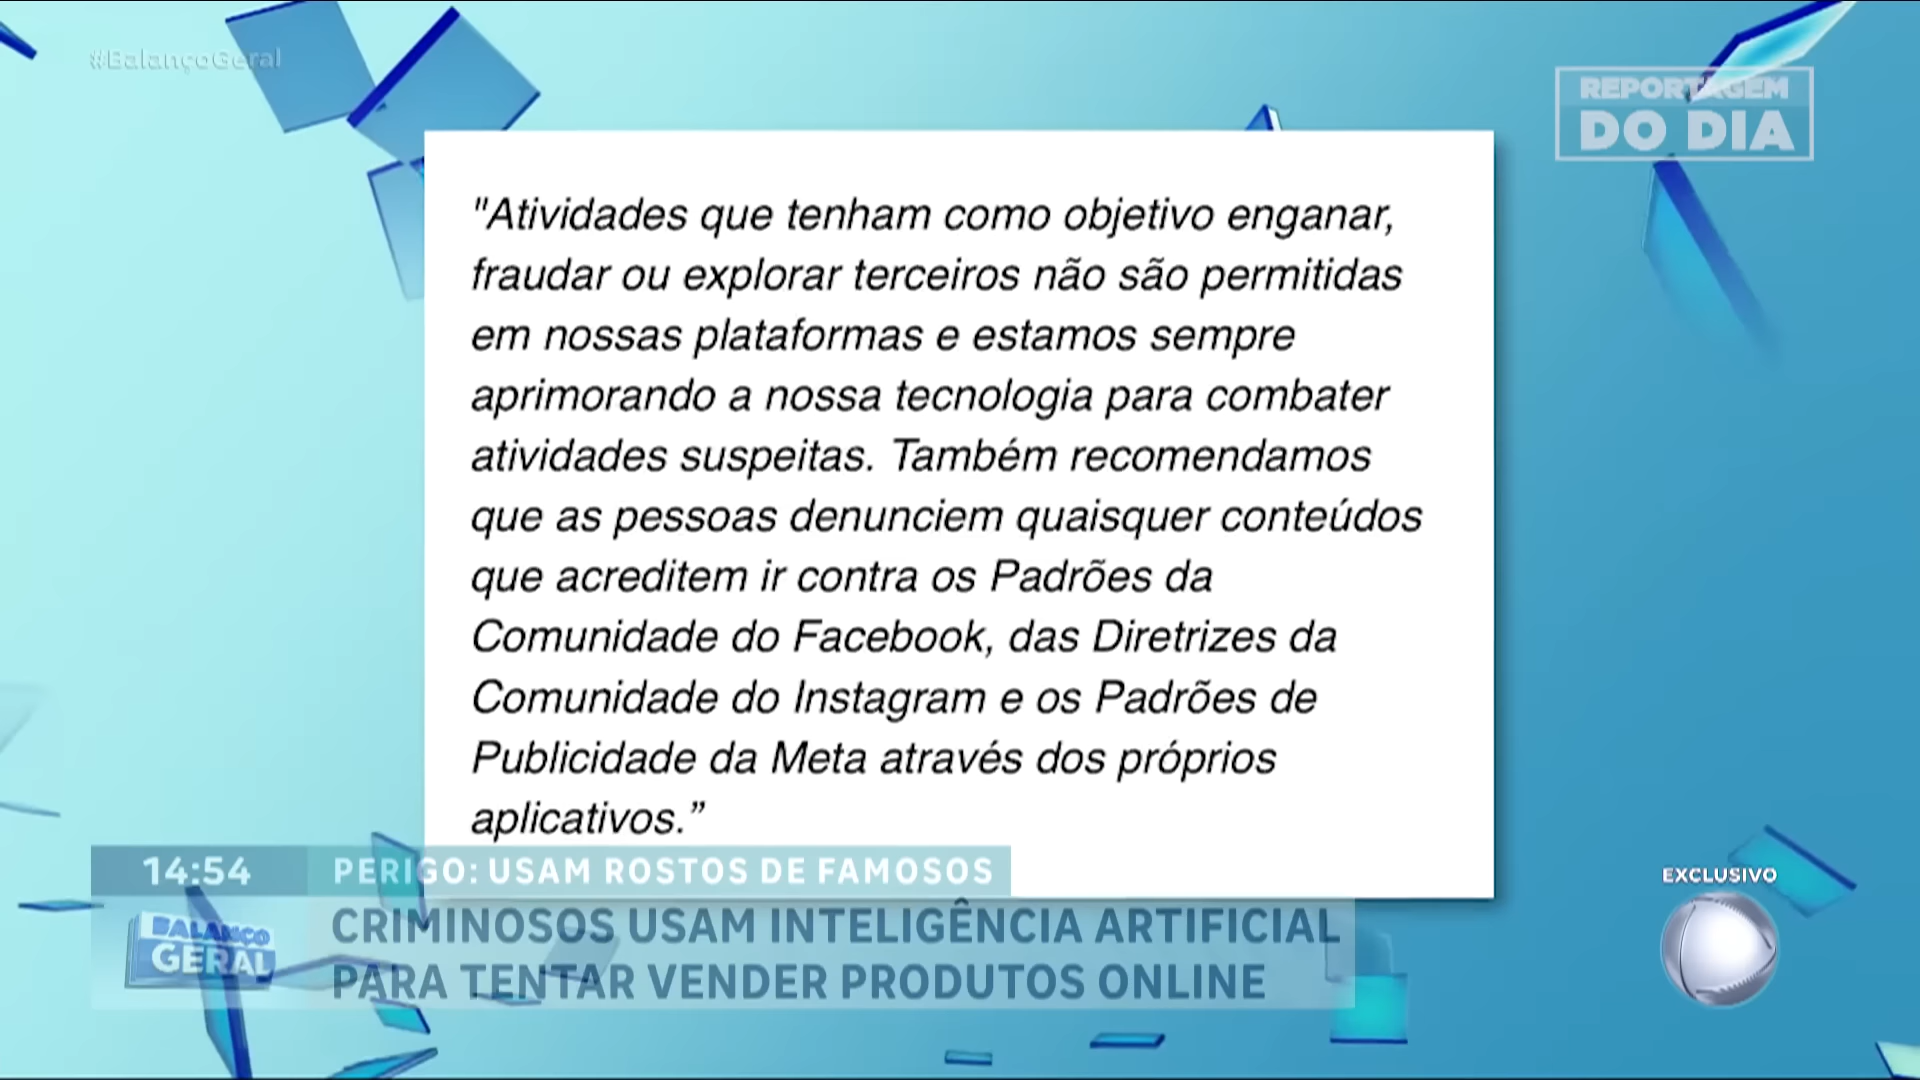 #BalançoGeral
REPORTAGEM
DO DIA
"Atividades que tenham como objetivo enganar,
fraudar ou explorar terceiros não são permitidas
em nossas plataformas e estamos sempre
aprimorando a nossa tecnologia para combater
atividades suspeitas. Também recomendamos
que as pessoas denunciem quaisquer conteúdos
que acreditem ir contra os Padrões da
Comunidade do Facebook, das Diretrizes da
Comunidade do Instagram e os Padrões de
Publicidade da Meta através dos próprios
aplicativos.”
14:54
PERIGO: USAM ROSTOS DE FAMOSOS
BALANÇO
GERAL
CRIMINOSOS USAM INTELIGÊNCIA ARTIFICIAL
PARA TENTAR VENDER PRODUTOS ONLINE
EXCLUSIVO